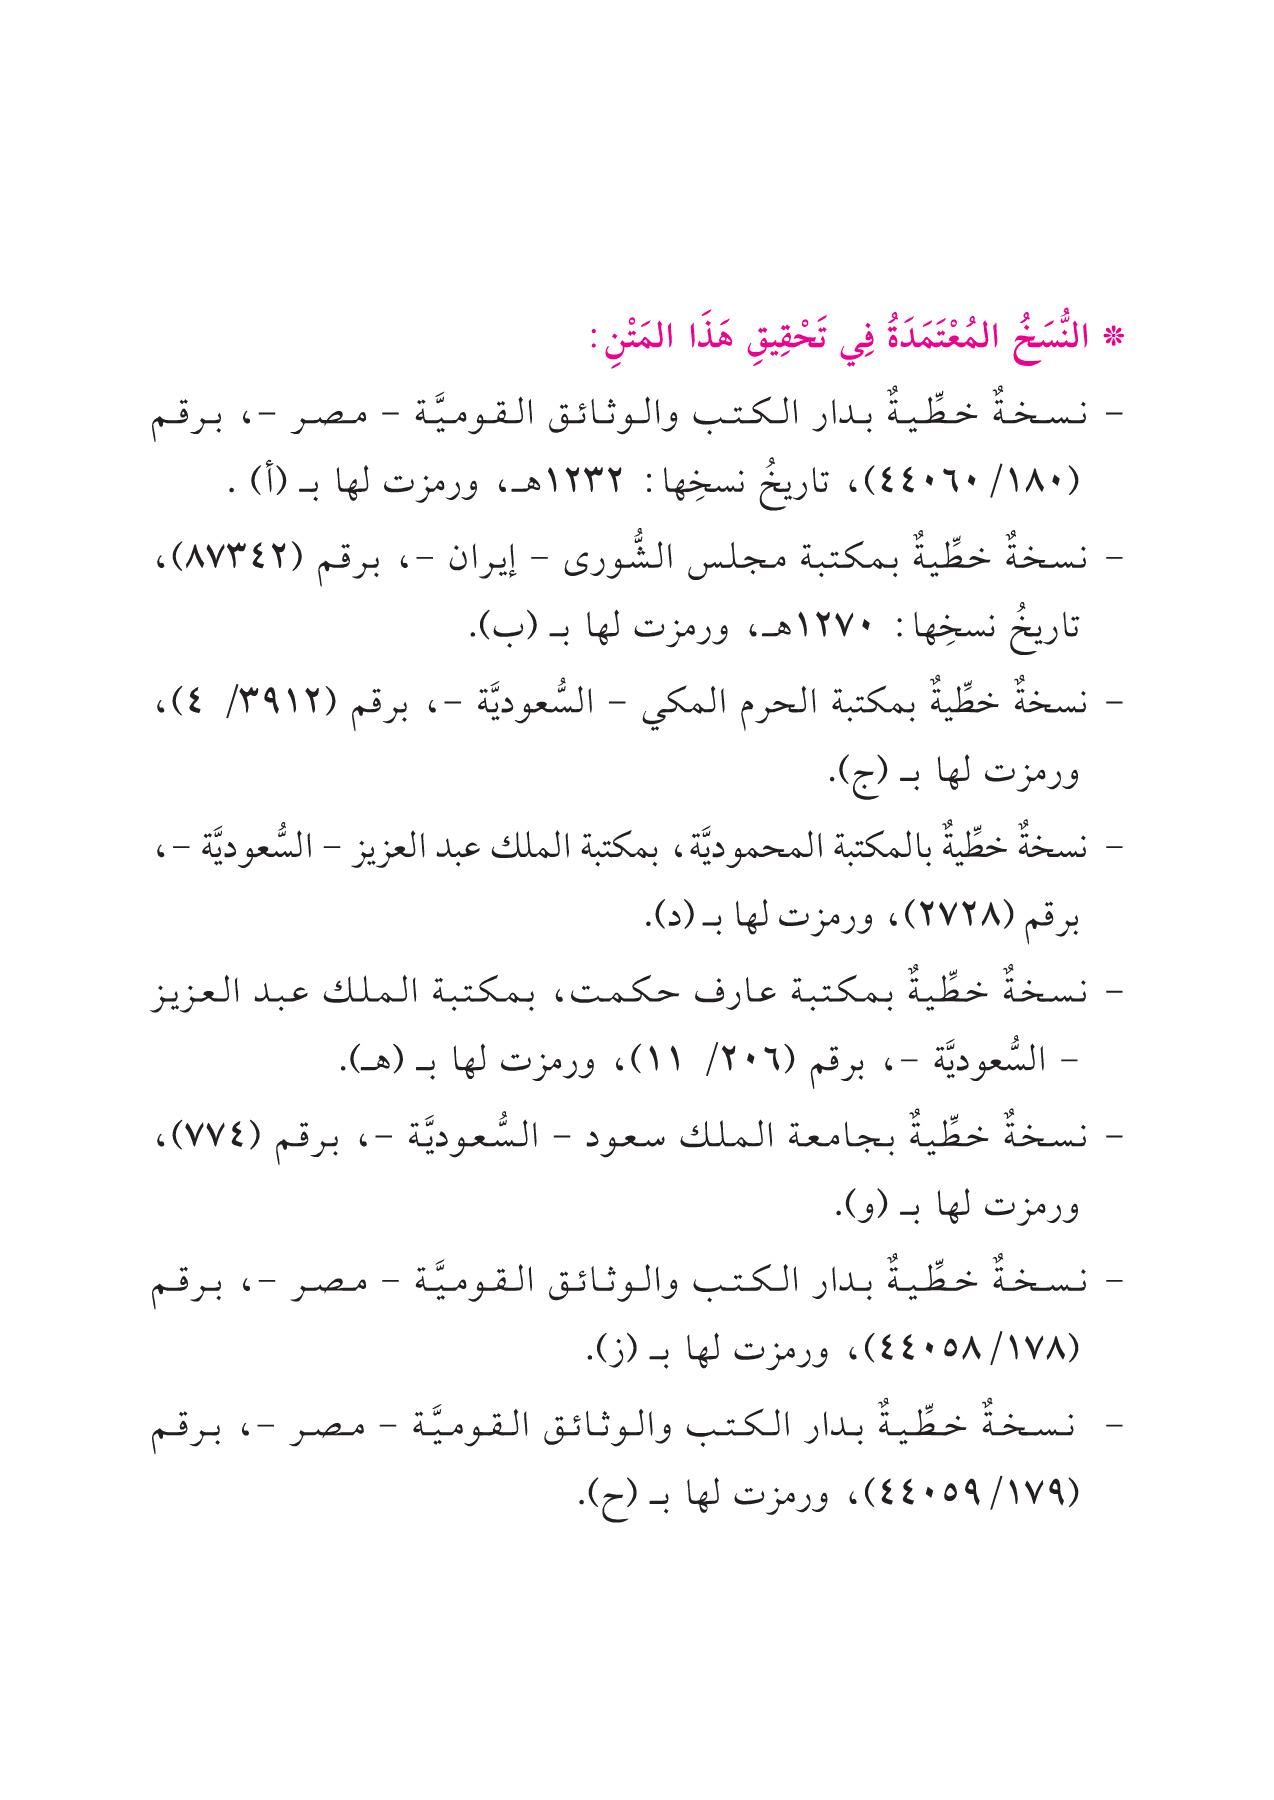 ❊ النُّسَخُ المُعْتَمَدَةُ فِي تَحْقِيقِ هَذَا المَتْنِ:
- نسخةٌ خطِّيةٌ بدار الكتب والوثائق القوميَّة - مصر -، برقم
(١٨٠/ ٤٤٠٦٠)، تاريخُ نسخِها: ١٢٣٢هـ، ورمزت لها بـ (أ) .
- نسخةٌ خطِّيةٌ بمكتبة مجلس الشُّورى - إيران -، برقم (٨٧٣٤٢)،
تاريخُ نسخِها: ١٢٧٠هـ، ورمزت لها بـ (ب).
- نسخةٌ خطِّيةٌ بمكتبة الحرم المكي - السُّعوديَّة -، برقم (٣٩١٢/ ٤)،
ورمزت لها بـ (ج).
- نسخةٌ خطِّيةٌ بالمكتبة المحموديَّة، بمكتبة الملك عبد العزيز - السُّعوديَّة -،
برقم (٢٧٢٨)، ورمزت لها بـ (د).
- نسخةٌ خطِّيةٌ بمكتبة عارف حكمت، بمكتبة الملك عبد العزيز
- السُّعوديَّة -، برقم (٢٠٦/ ١١)، ورمزت لها بـ (هـ).
- نسخةٌ خطِّيةٌ بجامعة الملك سعود - السُّعوديَّة -، برقم (٧٧٤)،
ورمزت لها بـ (و).
- نسخةٌ خطِّيةٌ بدار الكتب والوثائق القوميَّة - مصر -، برقم
(١٧٨/ ٤٤٠٥٨)، ورمزت لها بـ (ز).
- نسخةٌ خطِّيةٌ بدار الكتب والوثائق القوميَّة - مصر -، برقم
(١٧٩/ ٤٤٠٥٩)، ورمزت لها بـ (ح).